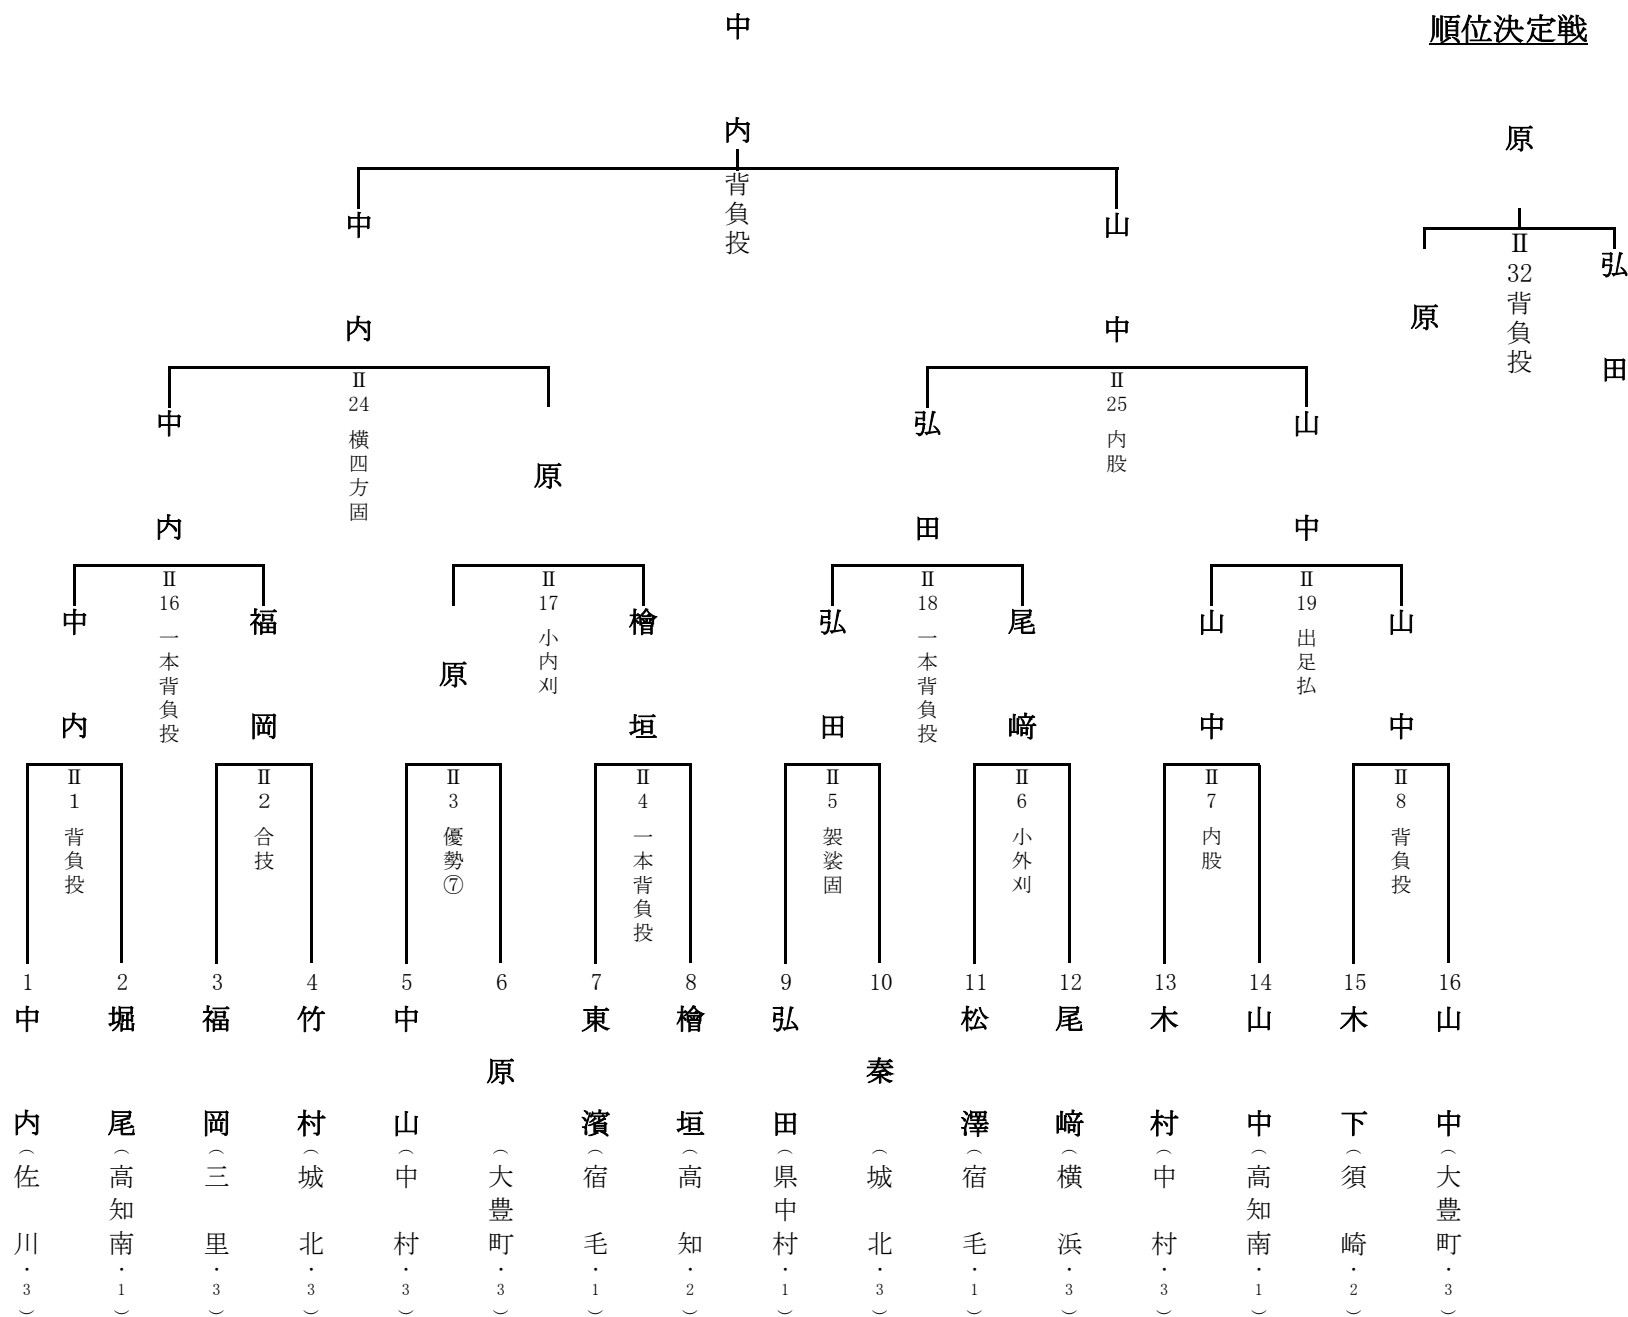 順位決定戦
中内
背負投
原
Ⅱ
32
背負投
原
弘田
中内
山中
Ⅱ
24
横四方固
Ⅱ
25
内股
中内
原
弘田
山中
Ⅱ
16
一本背負投
Ⅱ
17
小内刈
Ⅱ
18
一本背負投
Ⅱ
19
出足払
中内
福岡
原
檜垣
弘田
尾﨑
山中
山中
Ⅱ
1
背負投
Ⅱ
2
合技
Ⅱ
3
優勢⑦
Ⅱ
4
一本背負投
Ⅱ
5
袈裟固
Ⅱ
6
小外刈
Ⅱ
7
内股
Ⅱ
8
背負投
1
中内(佐川・3)
2
堀尾(高知南・1)
3
福岡(三里・3)
4
竹村(城北・3)
5
中山(中村・3)
6
原(大豊町・3)
7
東濱(宿毛・1)
8
檜垣(高知・2)
9
弘田(県中村・1)
10
秦(城北・3)
11
松澤(宿毛・1)
12
尾﨑(横浜・3)
13
木村(中村・3)
14
山中(高知南・1)
15
木下(須崎・2)
16
山中(大豊町・3)